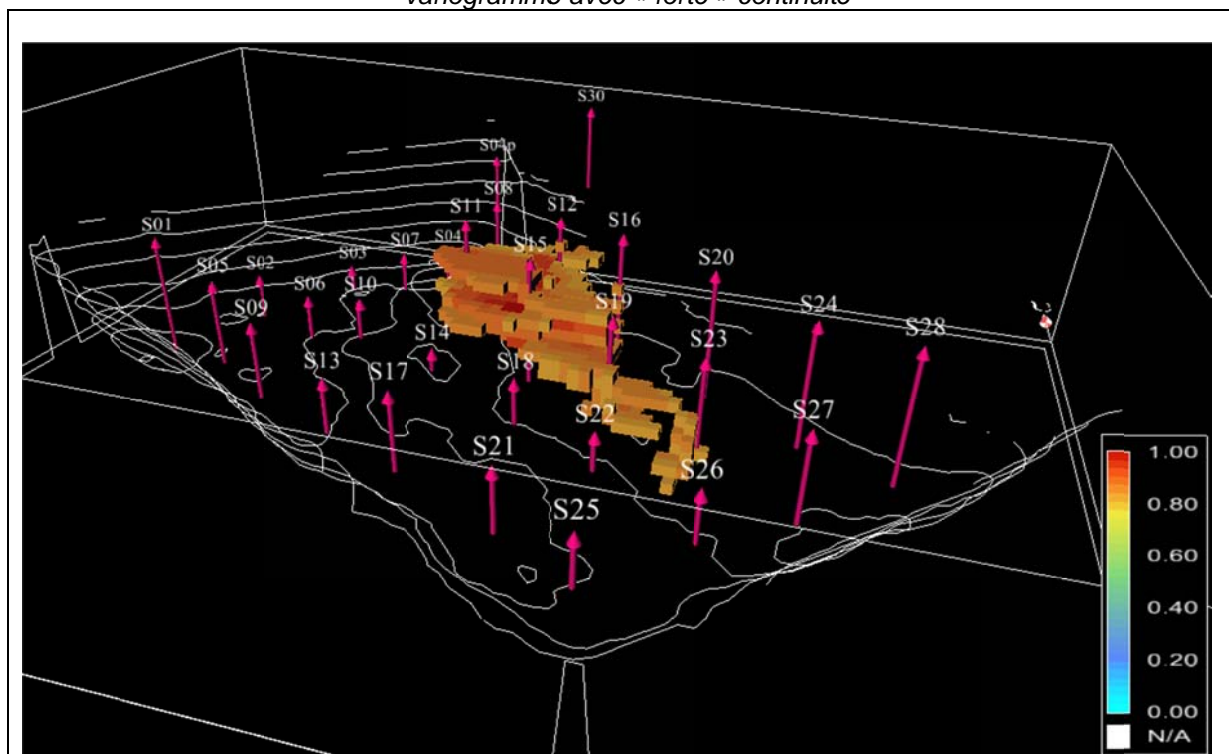 variogramme avec « forte » continuité
S30
S04p
S08
S11
S12
S16
S01
S07
S04
S15
S05
S02
S03
S20
S06
S10
S19
S24
S09
S14
S23
S28
S13
S17
S18
S22
S27
S21
S26
S25
1.00
0.80
0.60
0.40
0.20
0.00
N/A